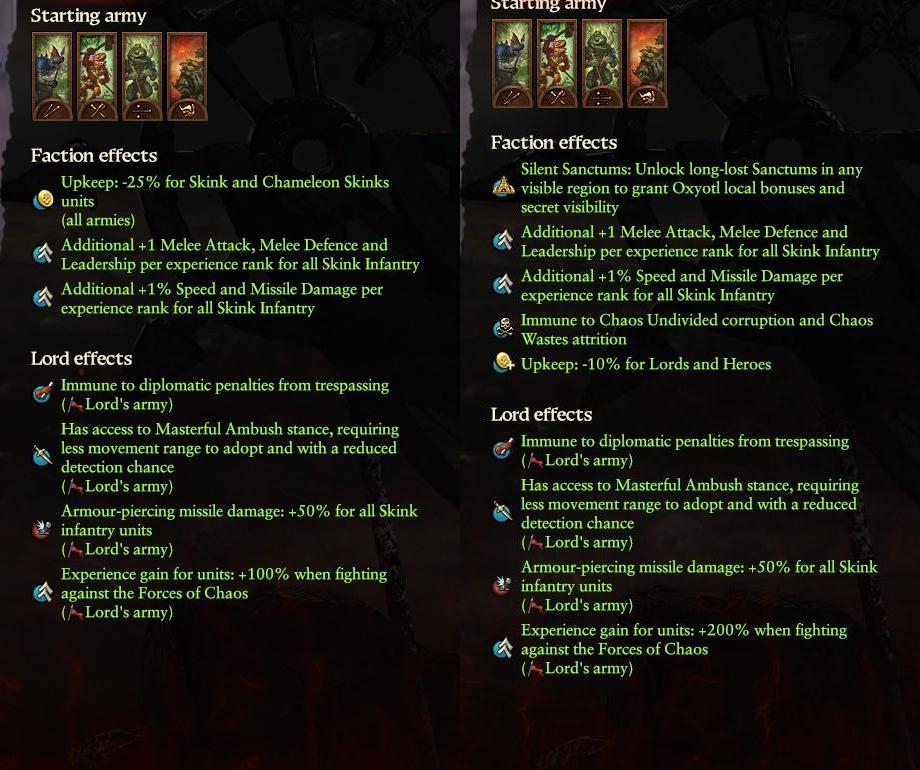 Starting army
Faction effects
Upkeep: -25% for Skink and Chameleon Skinks
units
(all armies)
Additional +1 Melee Attack, Melee Defence and
Leadership per experience rank for all Skink Infantry
Additional +1% Speed and Missile Damage per
experience rank for all Skink Infantry
Lord effects
Immune to diplomatic penalties from trespassing
(Lord's army)
Has access to Masterful Ambush stance, requiring
less movement range to adopt and with a reduced
detection chance
(Lord's army)
Armour-piercing missile damage: +50% for all Skink
infantry units
(Lord's army)
Experience gain for units: +100% when fighting
against the Forces of Chaos
(Lord's army)
Starting army
Faction effects
Silent Sanctums: Unlock long-lost Sanctums in any
visible region to grant Oxyotl local bonuses and
secret visibility
Additional +1 Melee Attack, Melee Defence and
Leadership per experience rank for all Skink Infantry
Additional +1% Speed and Missile Damage per
experience rank for all Skink Infantry
Immune to Chaos Undivided corruption and Chaos
Wastes attrition
Upkeep: -10% for Lords and Heroes
Lord effects
Immune to diplomatic penalties from trespassing
(Lord's army)
Has access to Masterful Ambush stance, requiring
less movement range to adopt and with a reduced
detection chance
(Lord's army)
Armour-piercing missile damage: +50% for all Skink
infantry units
(Lord's army)
Experience gain for units: +200% when fighting
against the Forces of Chaos
(Lord's army)